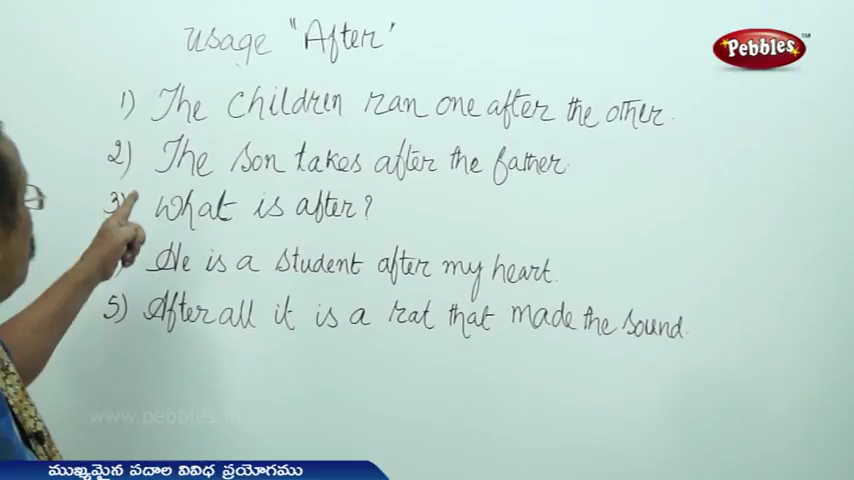 Usage "After'
Pebbles™
1) The children ran one after the other.
2) The son takes after the father.
3) What is after?
He is a student after my heart.
5) After all it is a rat that made the sound.
www.pebbles.in
ముఖ్యమైన పదాల వివిధ ప్రయోగము